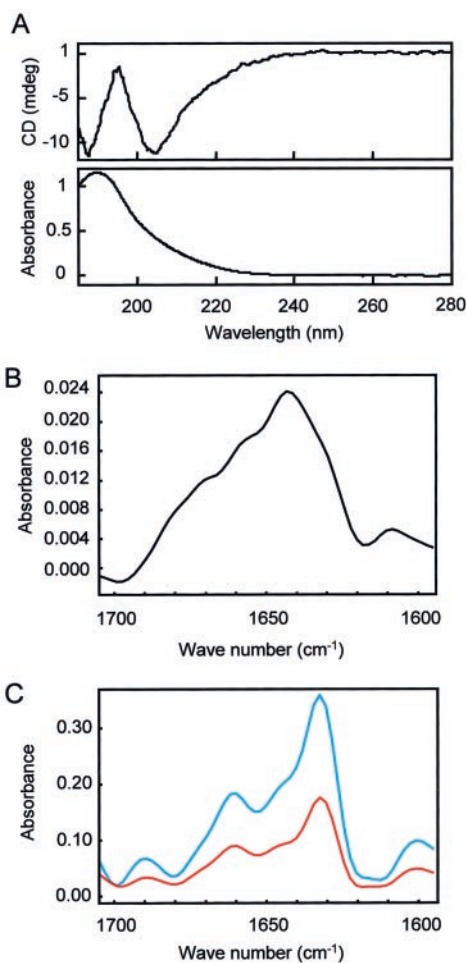 A
CD (mdeg)
1
-5
-10
Absorbance
1
0.5
0
200 220 240 260 280
Wavelength (nm)
B
Absorbance
0.024
0.020
0.016
0.012
0.008
0.004
0.000
1700 1650 1600
Wave number (cm⁻¹)
C
Absorbance
0.30
0.20
0.10
0.00
1700 1650 1600
Wave number (cm⁻¹)